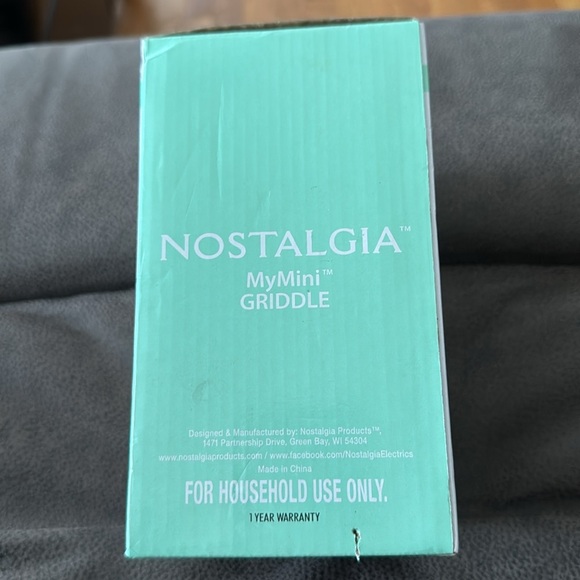 NOSTALGIA™
MyMini™
GRIDDLE
Designed & Manufactured by: Nostalgia Products™,
1471 Partnership Drive, Green Bay, WI 54304
www.nostalgiaproducts.com / www.facebook.com/NostalgiaElectrics
Made in China
FOR HOUSEHOLD USE ONLY.
1 YEAR WARRANTY